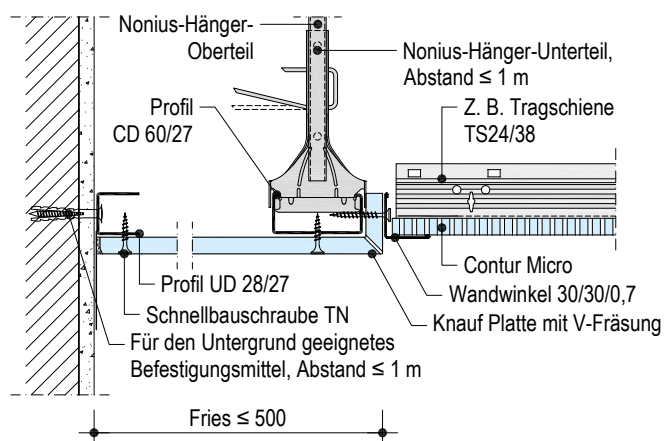 Nonius-Hänger-
Oberteil
Nonius-Hänger-Unterteil,
Abstand ≤ 1 m
Profil
CD 60/27
Z. B. Tragschiene
TS24/38
Contur Micro
Profil UD 28/27
Wandwinkel 30/30/0,7
Schnellbauschraube TN
Knauf Platte mit V-Fräsung
Für den Untergrund geeignetes
Befestigungsmittel, Abstand ≤ 1 m
Fries ≤ 500